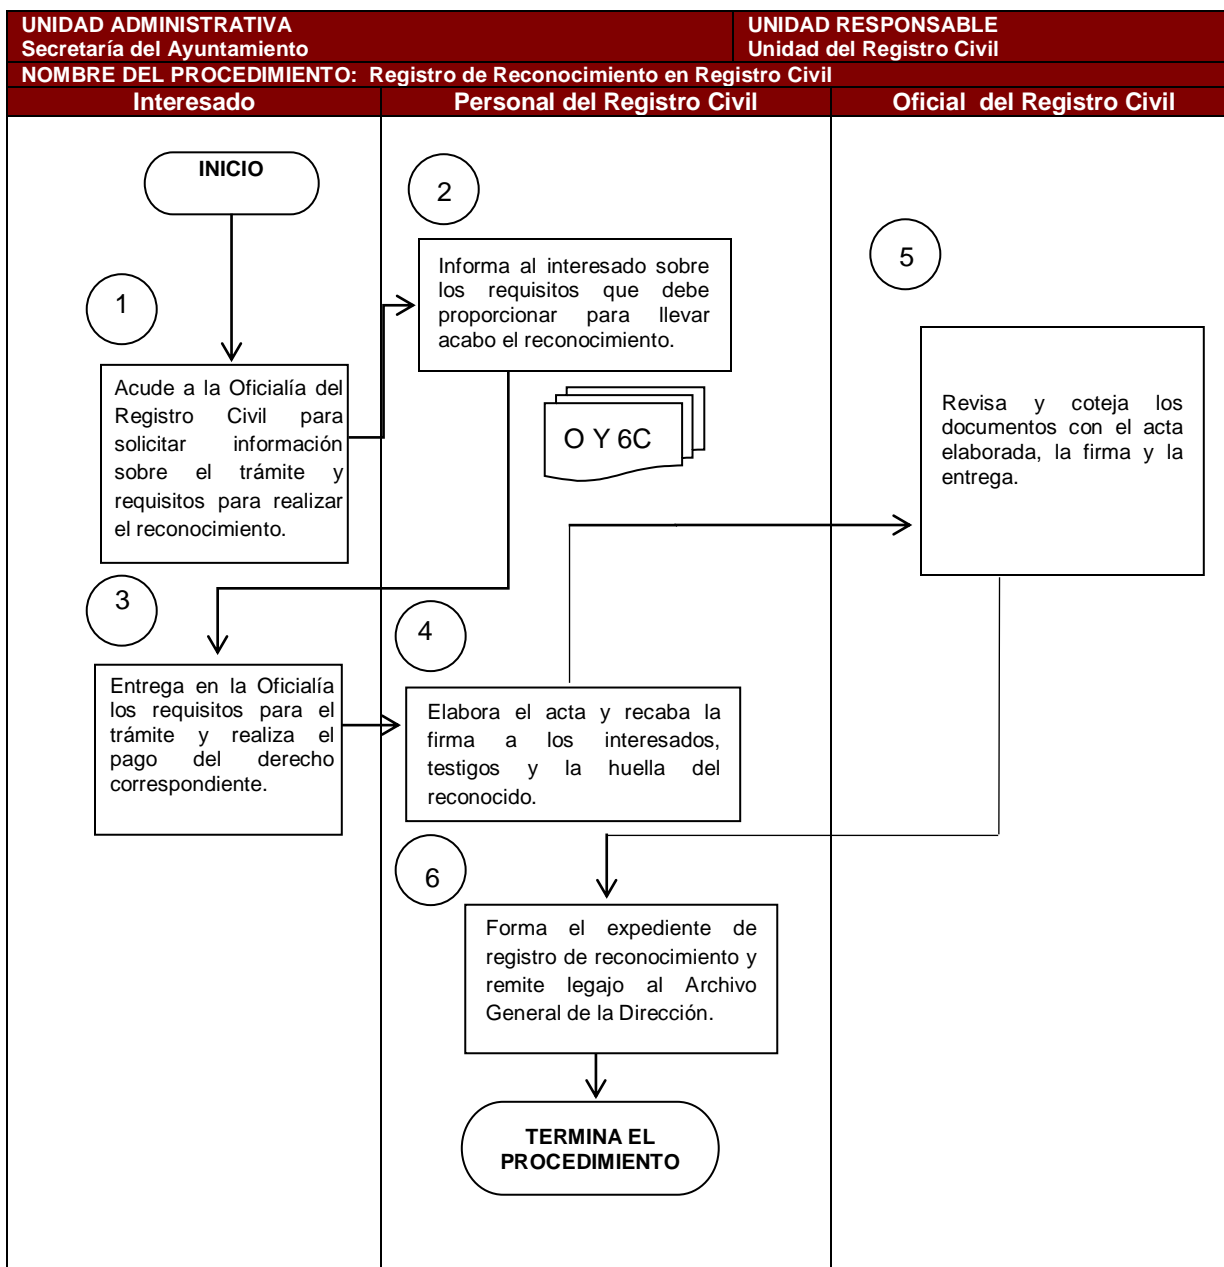 UNIDAD ADMINISTRATIVA
Secretaría del Ayuntamiento
UNIDAD RESPONSABLE
Unidad del Registro Civil
NOMBRE DEL PROCEDIMIENTO: Registro de Reconocimiento en Registro Civil
Interesado
Personal del Registro Civil
Oficial del Registro Civil
INICIO
1
Acude a la Oficialía del
Registro Civil para
solicitar información
sobre el trámite y
requisitos para realizar
el reconocimiento.
2
Informa al interesado sobre
los requisitos que debe
proporcionar para llevar
acabo el reconocimiento.
O Y 6C
3
Entrega en la Oficialía
los requisitos para el
trámite y realiza el
pago del derecho
correspondiente.
4
Elabora el acta y recaba la
firma a los interesados,
testigos y la huella del
reconocido.
5
Revisa y coteja los
documentos con el acta
elaborada, la firma y la
entrega.
6
Forma el expediente de
registro de reconocimiento y
remite legajo al Archivo
General de la Dirección.
TERMINA EL
PROCEDIMIENTO